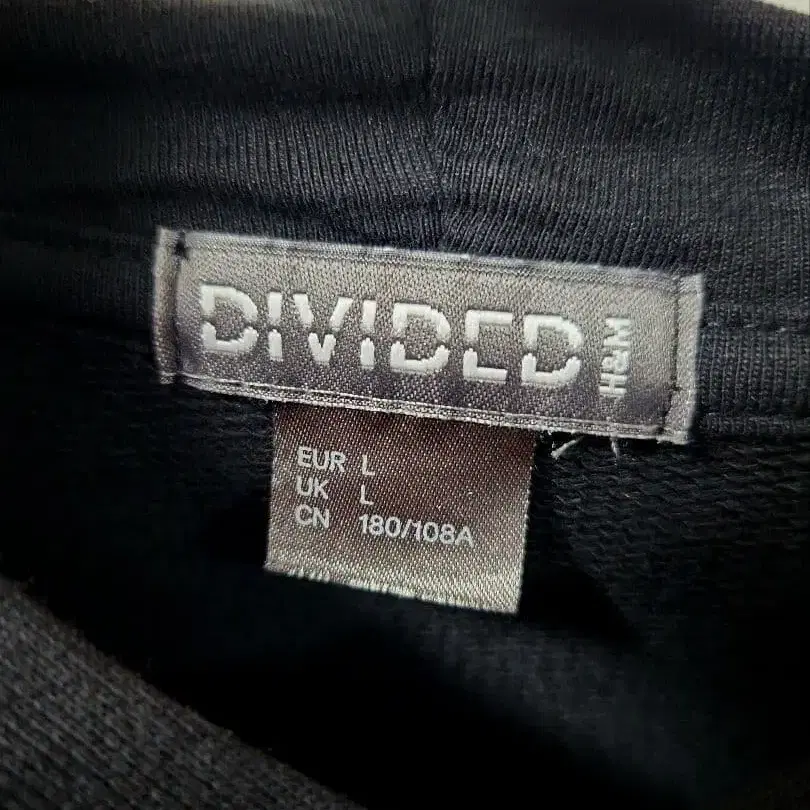 DIVIDED H&M
EUR L
UK L
CN 180/108A